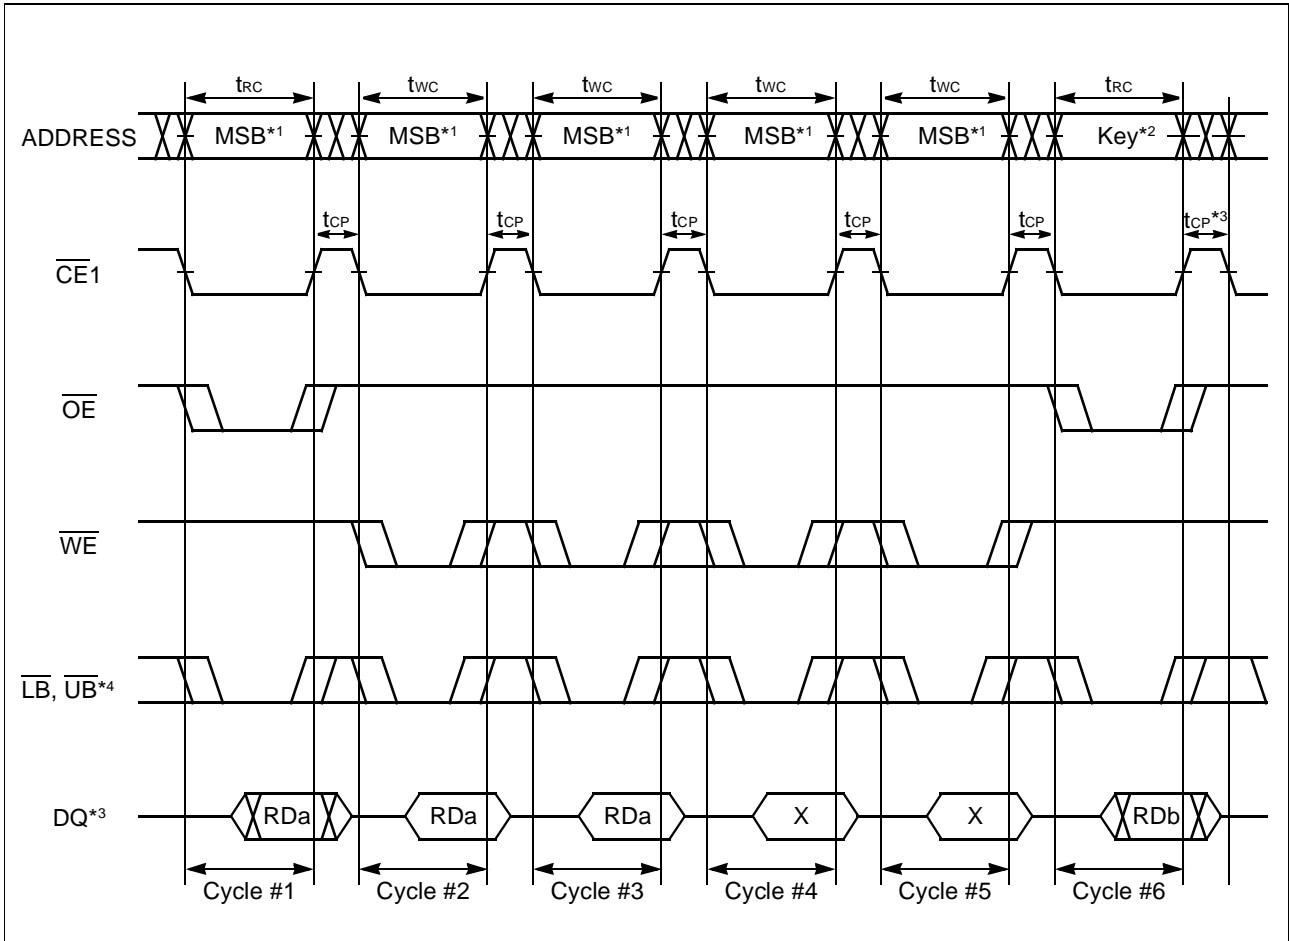 tRC tWC tWC tWC tWC tRC
ADDRESS MSB*1 MSB*1 MSB*1 MSB*1 MSB*1 Key*2
tCP tCP tCP tCP tCP tCP*3
CE1
OE
WE
LB, UB*4
DQ*3 RDa RDa RDa X X RDb
Cycle #1 Cycle #2 Cycle #3 Cycle #4 Cycle #5 Cycle #6